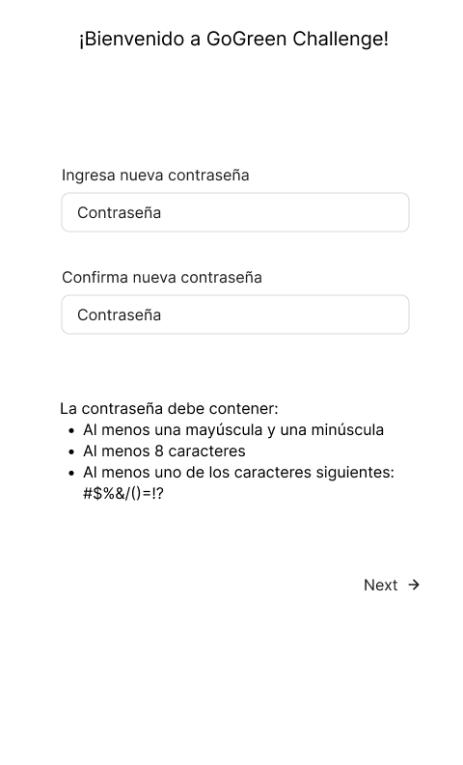 ¡Bienvenido a GoGreen Challenge!
Ingresa nueva contraseña
Contraseña
Confirma nueva contraseña
Contraseña
La contraseña debe contener:
• Al menos una mayúscula y una minúscula
• Al menos 8 caracteres
• Al menos uno de los caracteres siguientes:
#$%&/()=!?
Next →